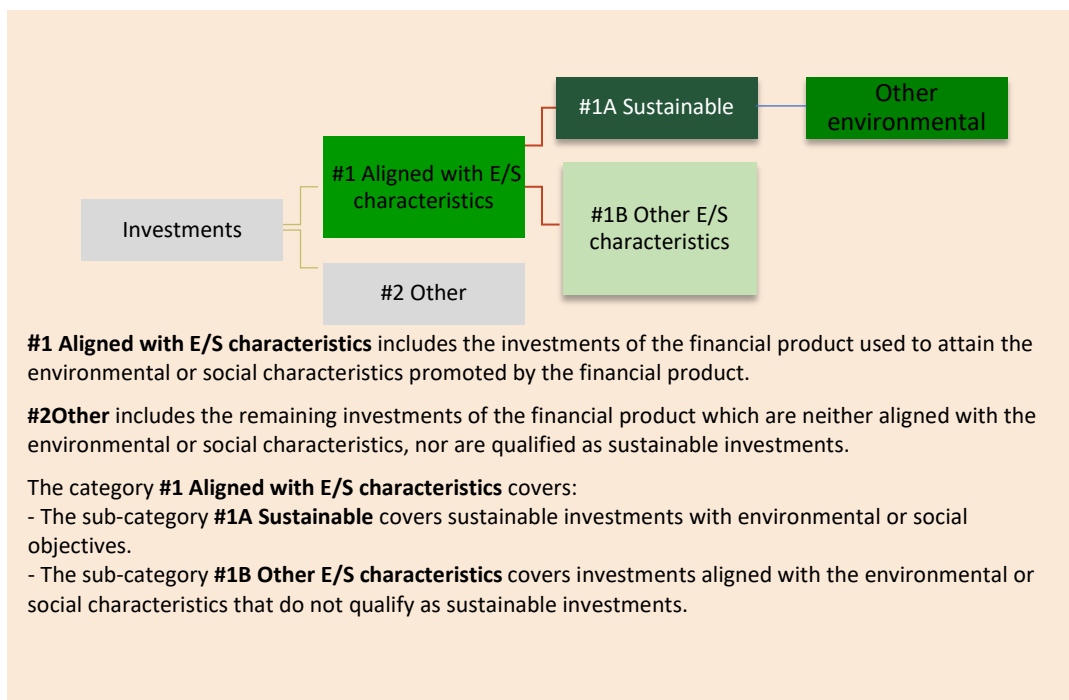 #1A Sustainable
Other
environmental
#1 Aligned with E/S
characteristics
#1B Other E/S
characteristics
Investments
#2 Other
#1 Aligned with E/S characteristics includes the investments of the financial product used to attain the
environmental or social characteristics promoted by the financial product.
#2Other includes the remaining investments of the financial product which are neither aligned with the
environmental or social characteristics, nor are qualified as sustainable investments.
The category #1 Aligned with E/S characteristics covers:
- The sub-category #1A Sustainable covers sustainable investments with environmental or social
objectives.
- The sub-category #1B Other E/S characteristics covers investments aligned with the environmental or
social characteristics that do not qualify as sustainable investments.